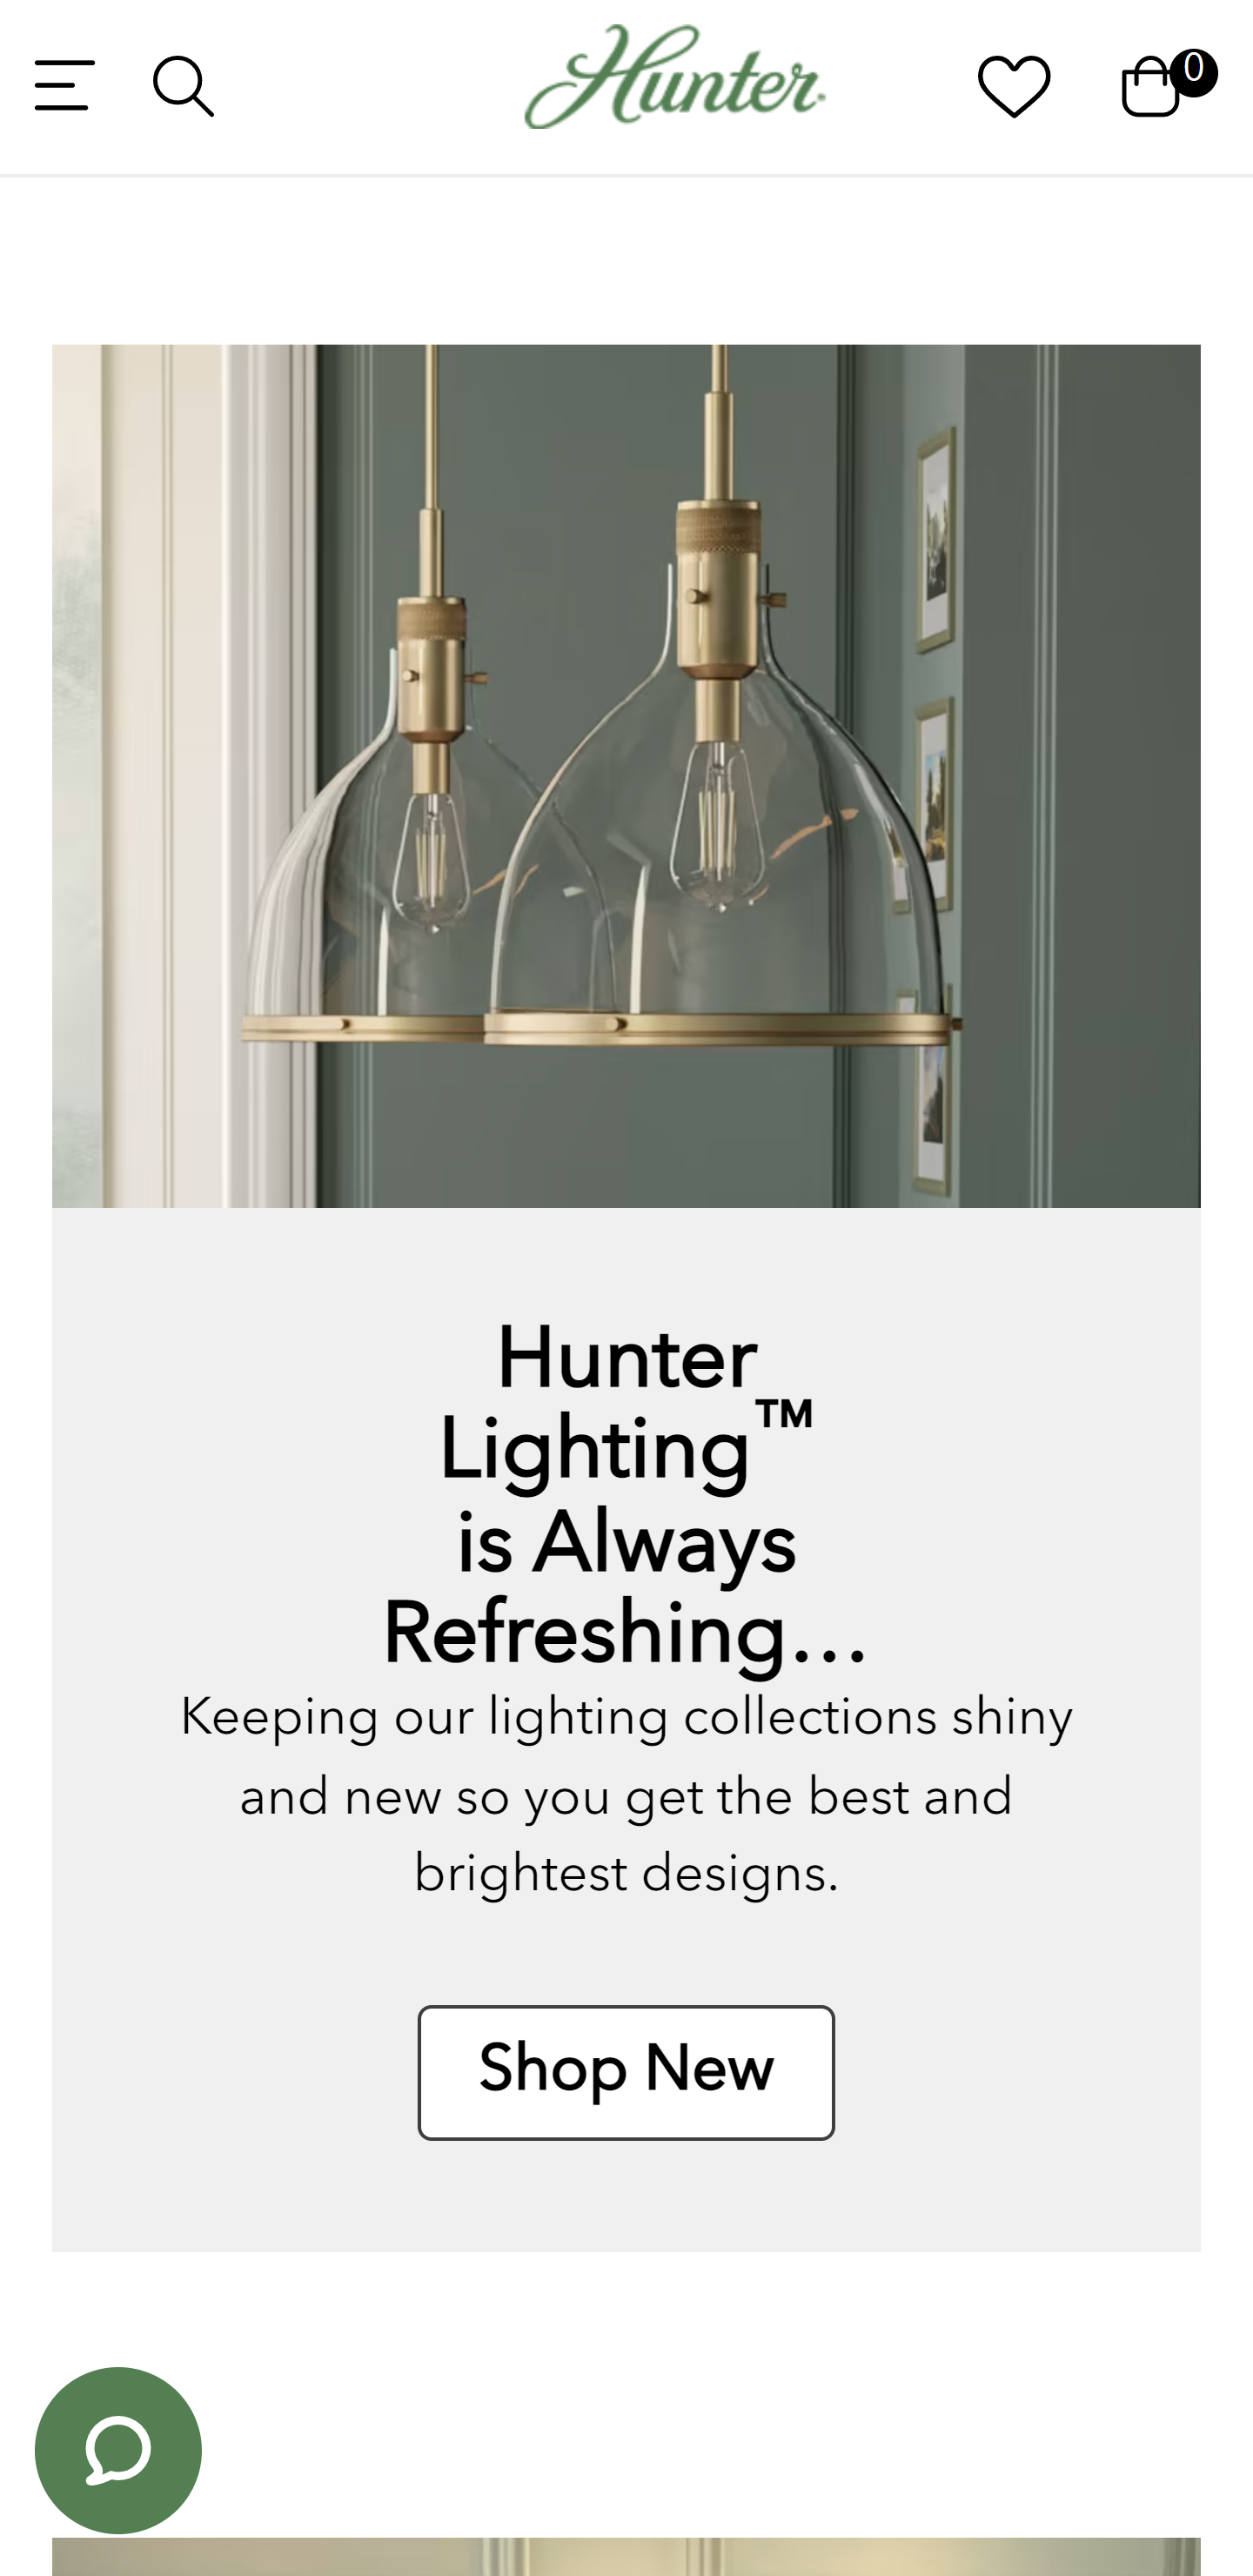 Hunter
0
Hunter
Lighting™
is Always
Refreshing...
Keeping our lighting collections shiny
and new so you get the best and
brightest designs.
Shop New